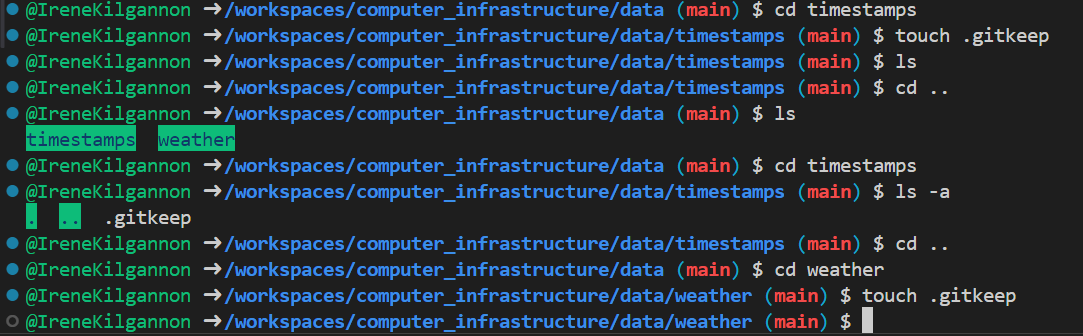 @IreneKilgannon ➜/workspaces/computer_infrastructure/data (main) $ cd timestamps
@IreneKilgannon ➜/workspaces/computer_infrastructure/data/timestamps (main) $ touch .gitkeep
@IreneKilgannon ➜/workspaces/computer_infrastructure/data/timestamps (main) $ ls
@IreneKilgannon ➜/workspaces/computer_infrastructure/data/timestamps (main) $ cd ..
@IreneKilgannon ➜/workspaces/computer_infrastructure/data (main) $ ls
timestamps  weather
@IreneKilgannon ➜/workspaces/computer_infrastructure/data (main) $ cd timestamps
@IreneKilgannon ➜/workspaces/computer_infrastructure/data/timestamps (main) $ ls -a
.  ..  .gitkeep
@IreneKilgannon ➜/workspaces/computer_infrastructure/data/timestamps (main) $ cd ..
@IreneKilgannon ➜/workspaces/computer_infrastructure/data (main) $ cd weather
@IreneKilgannon ➜/workspaces/computer_infrastructure/data/weather (main) $ touch .gitkeep
@IreneKilgannon ➜/workspaces/computer_infrastructure/data/weather (main) $